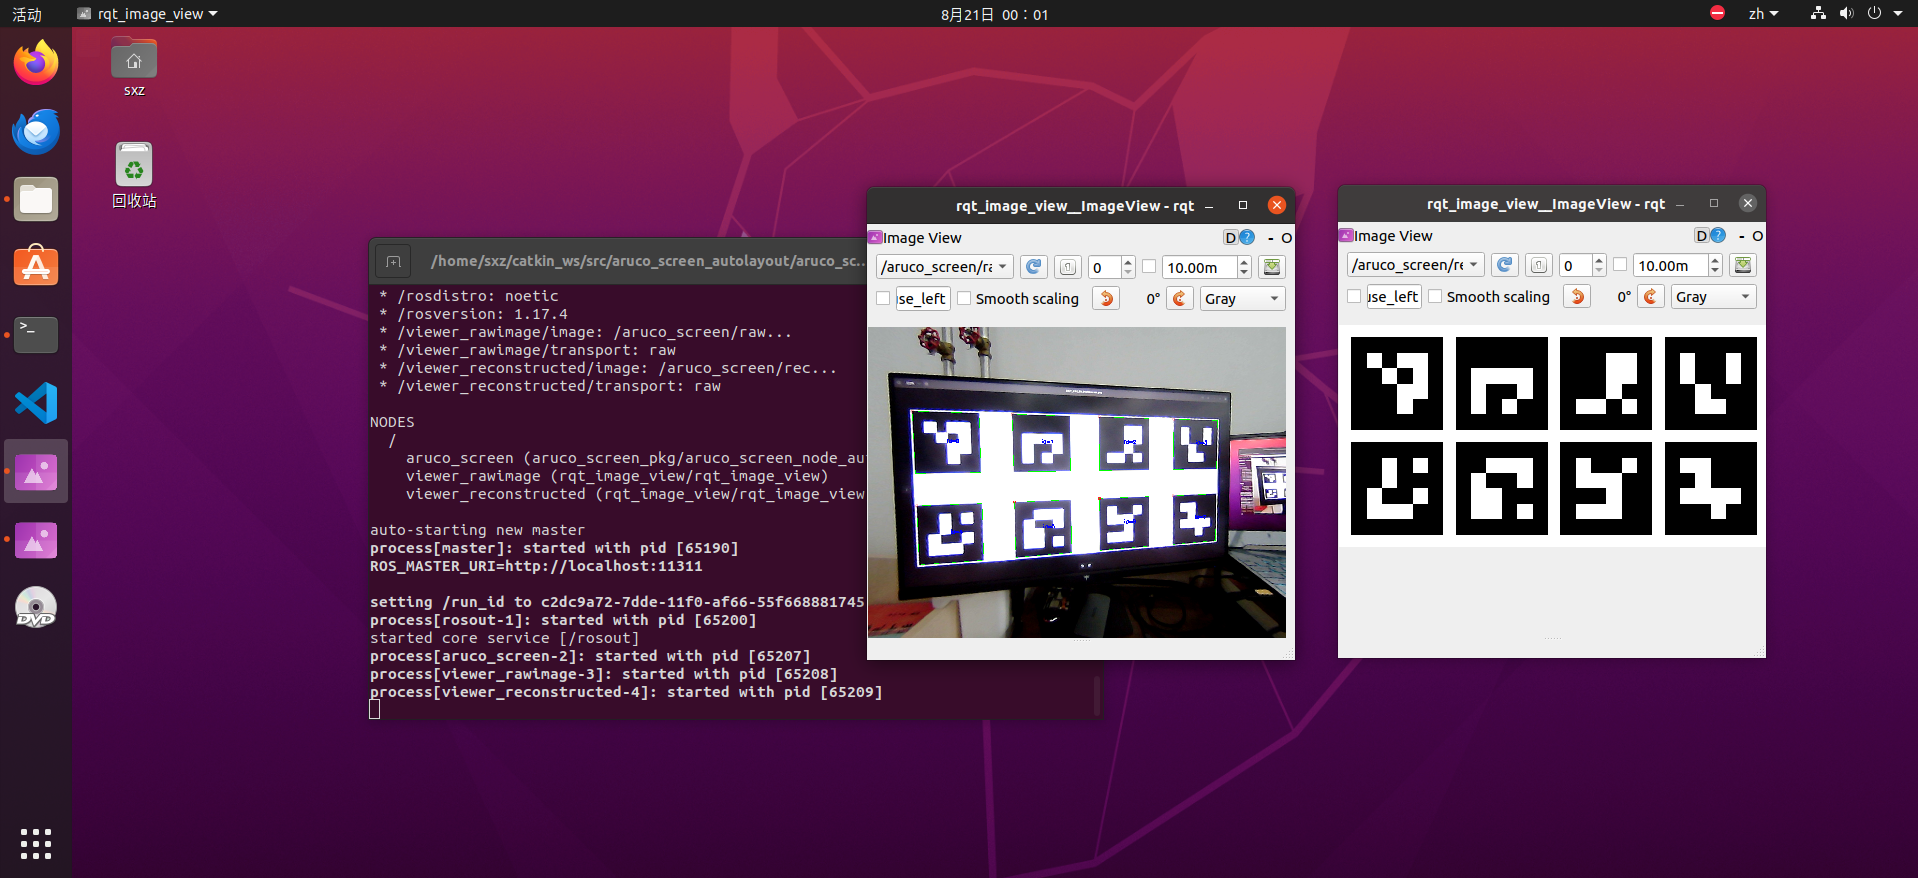 活动
rqt_image_view
8月21日 00：01
zh
sxz
回收站
/home/sxz/catkin_ws/src/aruco_screen_autolayout/aruco_sc...
* /rosdistro: noetic
* /rosversion: 1.17.4
* /viewer_rawimage/image: /aruco_screen/raw...
* /viewer_rawimage/transport: raw
* /viewer_reconstructed/image: /aruco_screen/rec...
* /viewer_reconstructed/transport: raw
NODES
/
aruco_screen (aruco_screen_pkg/aruco_screen_node_au
viewer_rawimage (rqt_image_view/rqt_image_view)
viewer_reconstructed (rqt_image_view/rqt_image_view
auto-starting new master
process[master]: started with pid [65190]
ROS_MASTER_URI=http://localhost:11311
setting /run_id to c2dc9a72-7dde-11f0-af66-55f668881745
process[rosout-1]: started with pid [65200]
started core service [/rosout]
process[aruco_screen-2]: started with pid [65207]
process[viewer_rawimage-3]: started with pid [65208]
process[viewer_reconstructed-4]: started with pid [65209]
rqt_image_view__ImageView - rqt
Image View
D ? - O
/aruco_screen/ra
0
10.00m
use_left
Smooth scaling
0°
Gray
rqt_image_view__ImageView - rqt
Image View
D ? - O
/aruco_screen/re
0
10.00m
use_left
Smooth scaling
0°
Gray
DVD